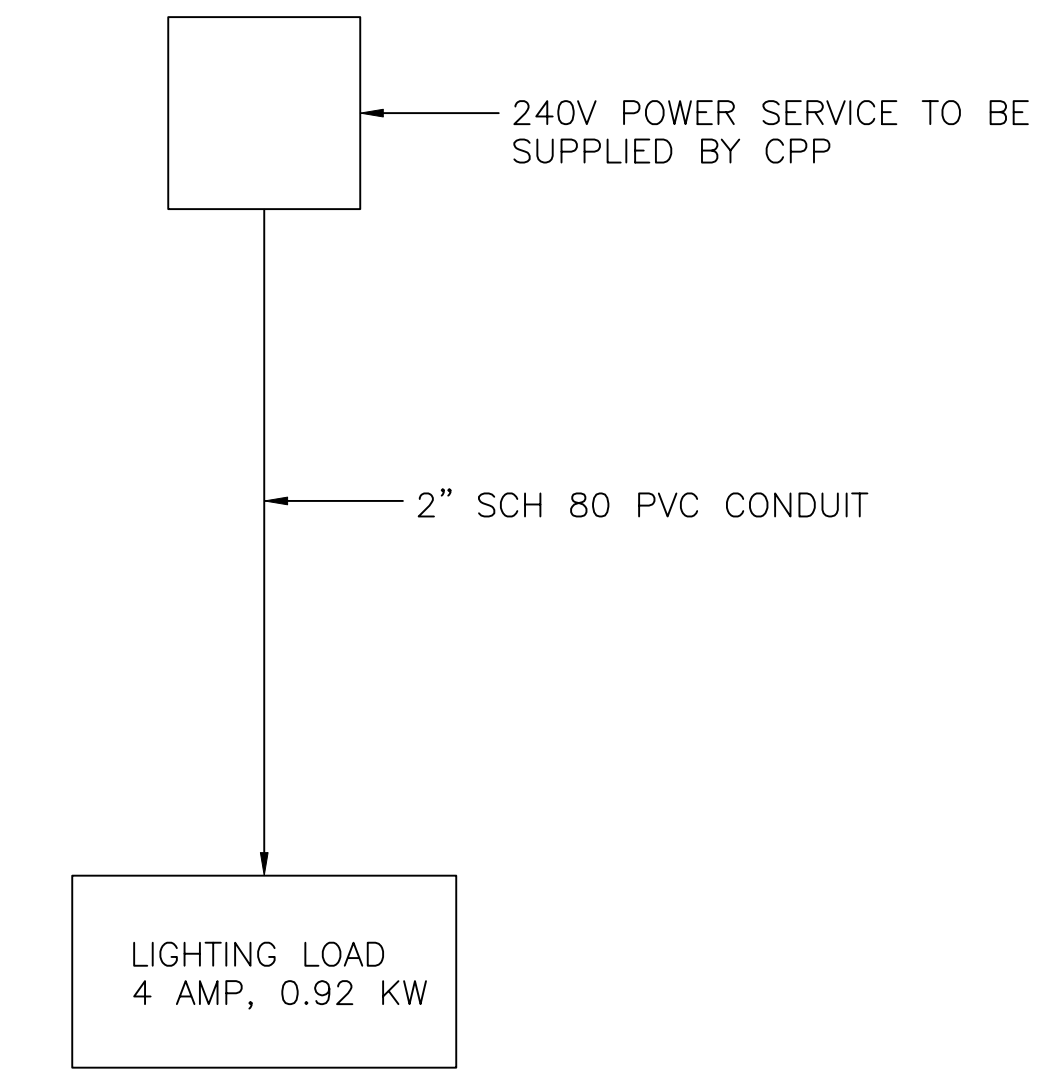 240V POWER SERVICE TO BE
SUPPLIED BY CPP
2” SCH 80 PVC CONDUIT
LIGHTING LOAD
4 AMP, 0.92 KW